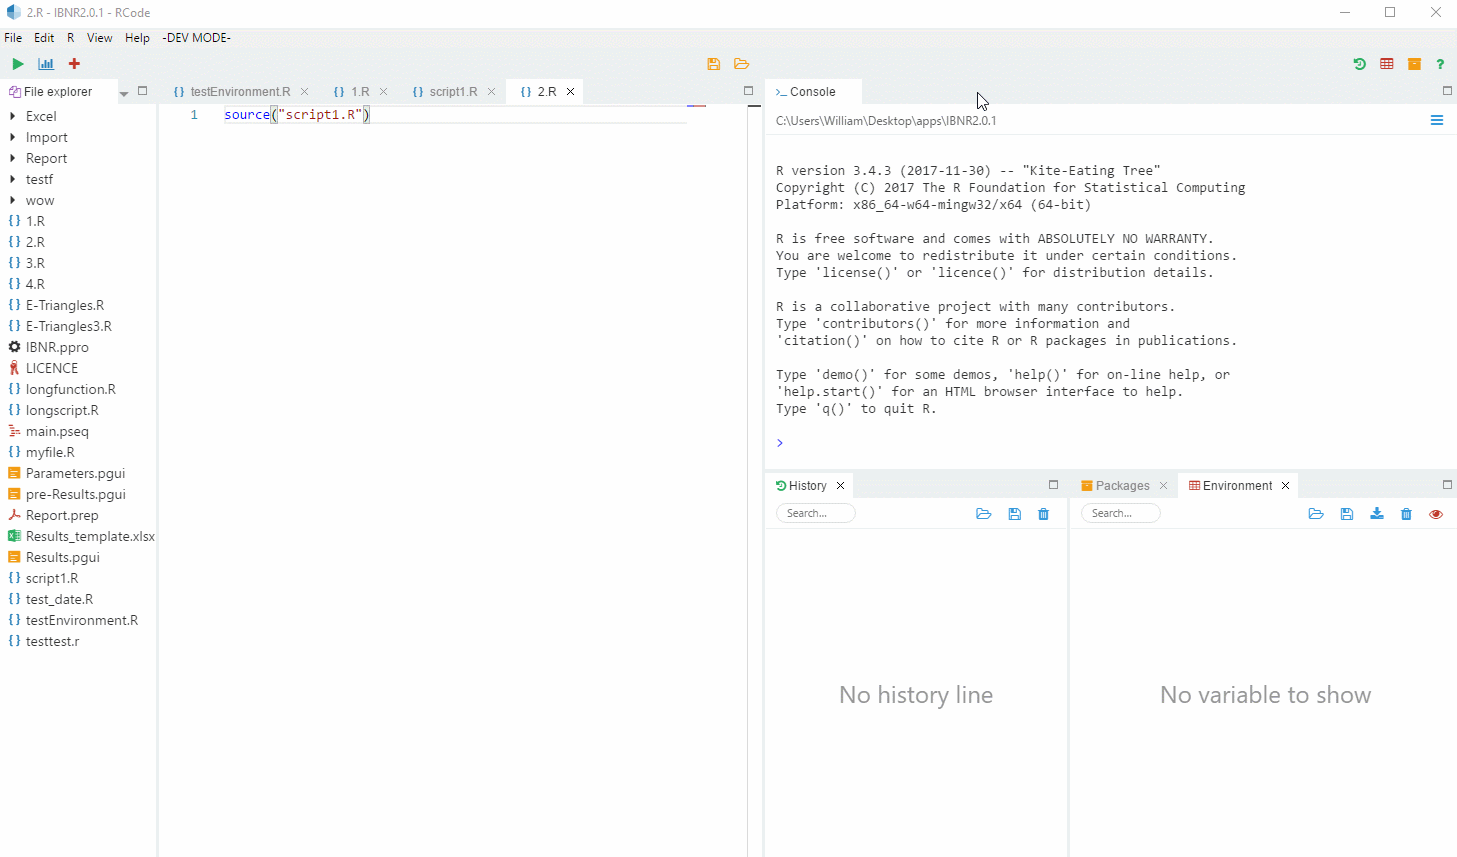 2.R - IBNR2.0.1 - RCode
File Edit R View Help -DEV MODE-
File explorer
Excel
Import
Report
testf
wow
1.R
2.R
3.R
4.R
E-Triangles.R
E-Triangles3.R
IBNR.ppro
LICENCE
longfunction.R
longscript.R
main.pseq
myfile.R
Parameters.pgui
pre-Results.pgui
Report.prep
Results_template.xlsx
Results.pgui
script1.R
test_date.R
testEnvironment.R
testtest.r
testEnvironment.R 1.R script1.R 2.R
1 source("script1.R")
>_ Console
C:\Users\William\Desktop\apps\IBNR2.0.1
R version 3.4.3 (2017-11-30) -- "Kite-Eating Tree"
Copyright (C) 2017 The R Foundation for Statistical Computing
Platform: x86_64-w64-mingw32/x64 (64-bit)
R is free software and comes with ABSOLUTELY NO WARRANTY.
You are welcome to redistribute it under certain conditions.
Type 'license()' or 'licence()' for distribution details.
R is a collaborative project with many contributors.
Type 'contributors()' for more information and
'citation()' on how to cite R or R packages in publications.
Type 'demo()' for some demos, 'help()' for on-line help, or
'help.start()' for an HTML browser interface to help.
Type 'q()' to quit R.
>
History
Search...
No history line
Packages Environment
Search...
No variable to show